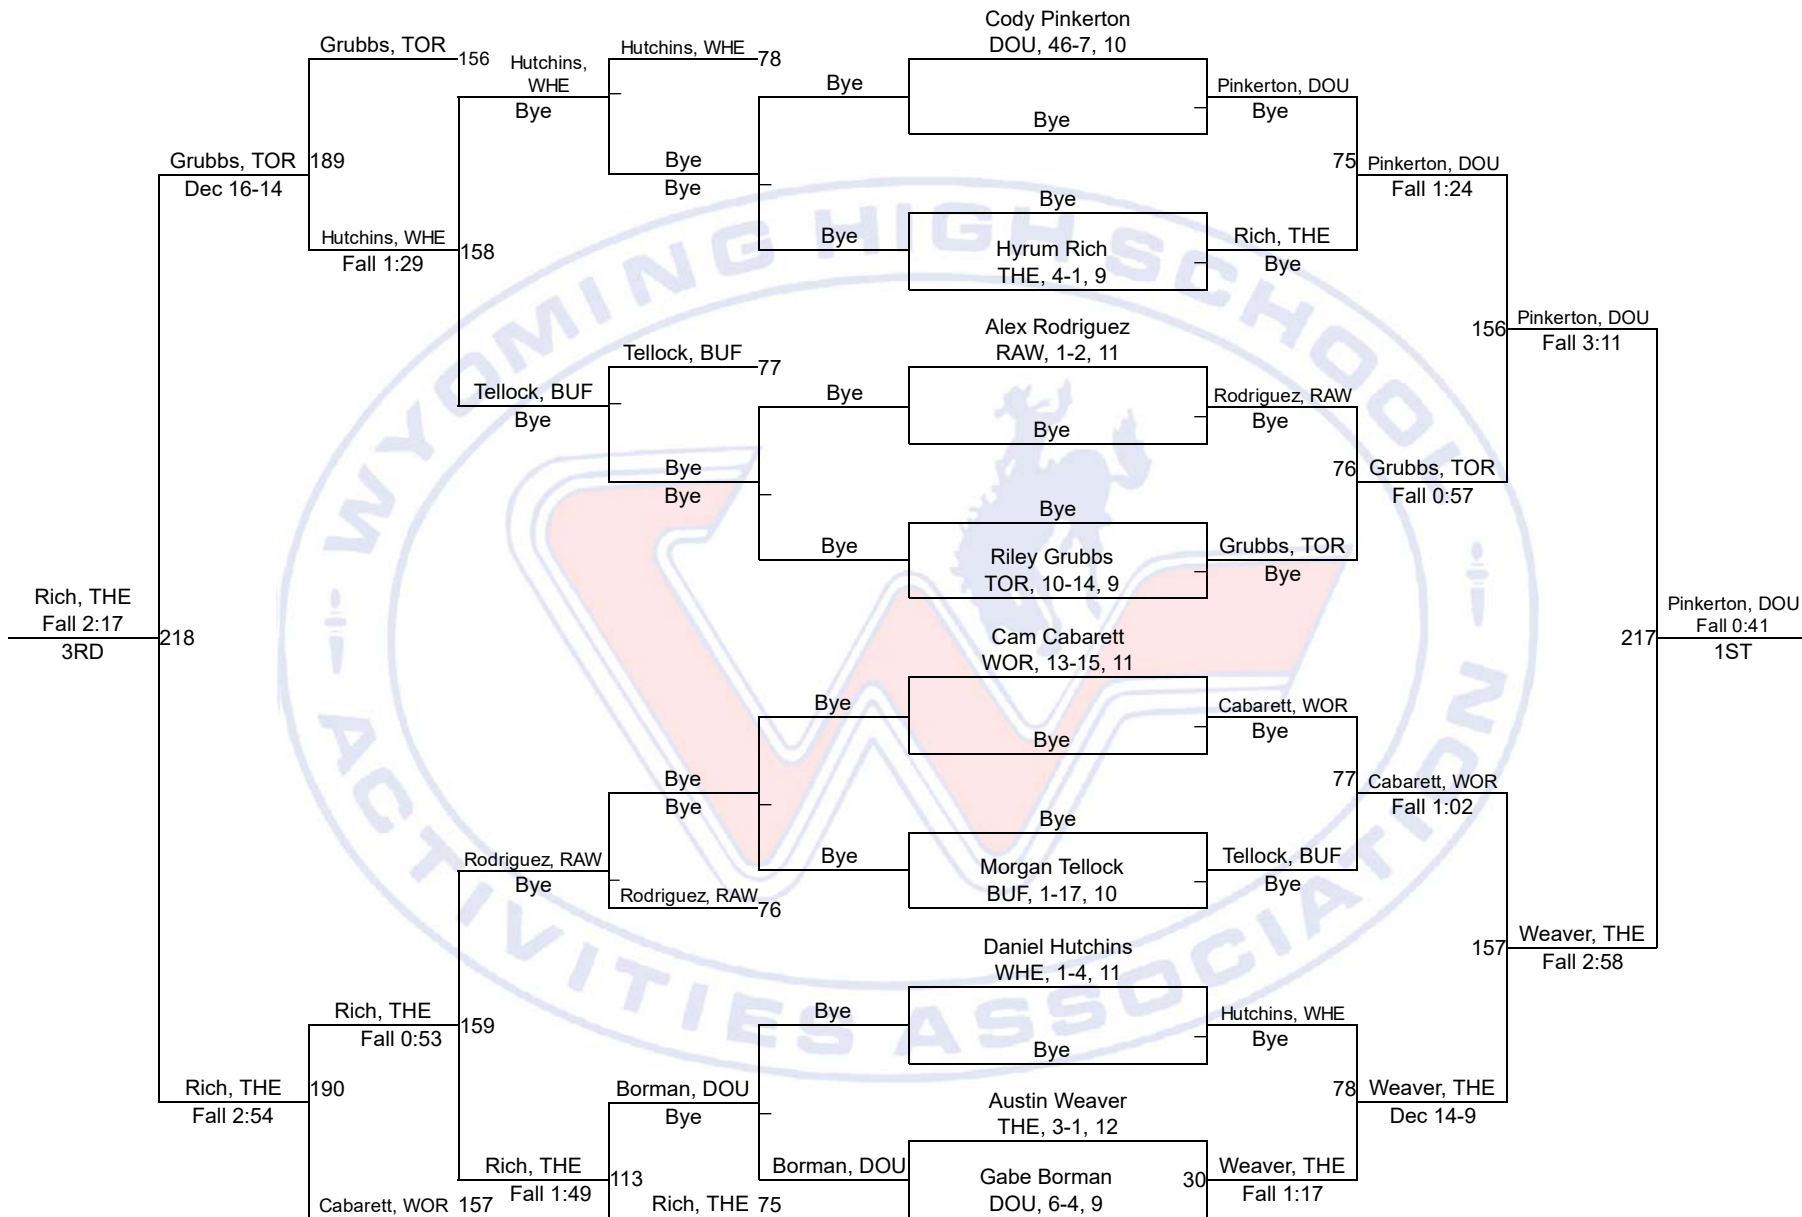 Cody Pinkerton
DOU, 46-7, 10
Grubbs, TOR
156
Hutchins,
WHE
Bye
Hutchins, WHE
78
Bye
Bye
Pinkerton, DOU
Bye
Grubbs, TOR
Dec 16-14
189
Bye
Bye
75
Pinkerton, DOU
Fall 1:24
Bye
Hutchins, WHE
Fall 1:29
158
Bye
Hyrum Rich
THE, 4-1, 9
Rich, THE
Bye
Alex Rodriguez
RAW, 1-2, 11
156
Pinkerton, DOU
Fall 3:11
Tellock, BUF
77
Tellock, BUF
Bye
Bye
Bye
Rodriguez, RAW
Bye
Bye
Bye
76
Grubbs, TOR
Fall 0:57
Bye
Bye
Riley Grubbs
TOR, 10-14, 9
Grubbs, TOR
Bye
Rich, THE
Fall 2:17
3RD
218
Cam Cabarett
WOR, 13-15, 11
217
Pinkerton, DOU
Fall 0:41
1ST
Bye
Bye
Cabarett, WOR
Bye
Bye
Bye
77
Cabarett, WOR
Fall 1:02
Bye
Rodriguez, RAW
Bye
Bye
Morgan Tellock
BUF, 1-17, 10
Tellock, BUF
Bye
Rodriguez, RAW
76
Daniel Hutchins
WHE, 1-4, 11
157
Weaver, THE
Fall 2:58
Rich, THE
Fall 0:53
159
Bye
Bye
Hutchins, WHE
Bye
Rich, THE
Fall 2:54
190
Borman, DOU
Bye
Austin Weaver
THE, 3-1, 12
78
Weaver, THE
Dec 14-9
Rich, THE
Fall 1:49
113
Borman, DOU
Gabe Borman
DOU, 6-4, 9
30
Weaver, THE
Fall 1:17
Cabarett, WOR
157
Rich, THE
75
WYOMING HIGH SCHOOL
ACTIVITIES ASSOCIATION